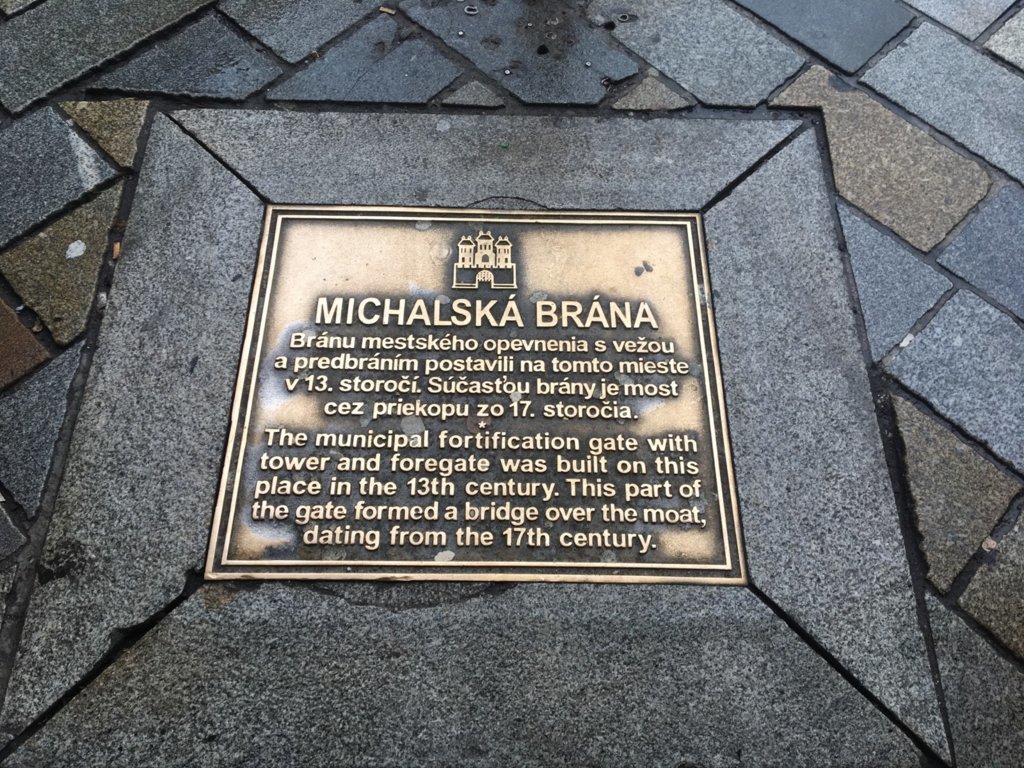 MICHALSKÁ BRÁNA
Bránu mestského opevnenia s vežou
a predbráním postavili na tomto mieste
v 13. storočí. Súčasťou brány je most
cez priekopu zo 17. storočia.
*
The municipal fortification gate with
tower and foregate was built on this
place in the 13th century. This part of
the gate formed a bridge over the moat,
dating from the 17th century.